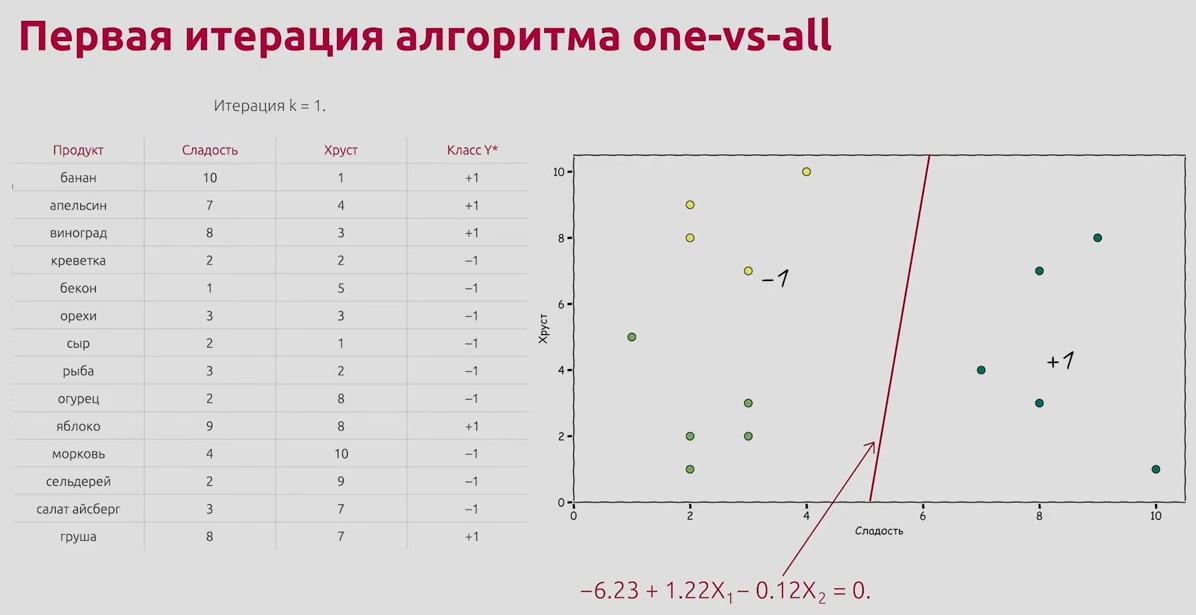 Первая итерация алгоритма one-vs-all
Итерация k = 1.
Продукт Сладость Хруст Класс Y*
банан 10 1 +1
апельсин 7 4 +1
виноград 8 3 +1
креветка 2 2 −1
бекон 1 5 −1
орехи 3 3 −1
сыр 2 1 −1
рыба 3 2 −1
огурец 2 8 −1
яблоко 9 8 +1
морковь 4 10 −1
сельдерей 2 9 −1
салат айсберг 3 7 −1
груша 8 7 +1
10
8
6
4
2
0
Хруст
−1
+1
0 2 4 6 8 10
Сладость
−6.23 + 1.22X₁ − 0.12X₂ = 0.